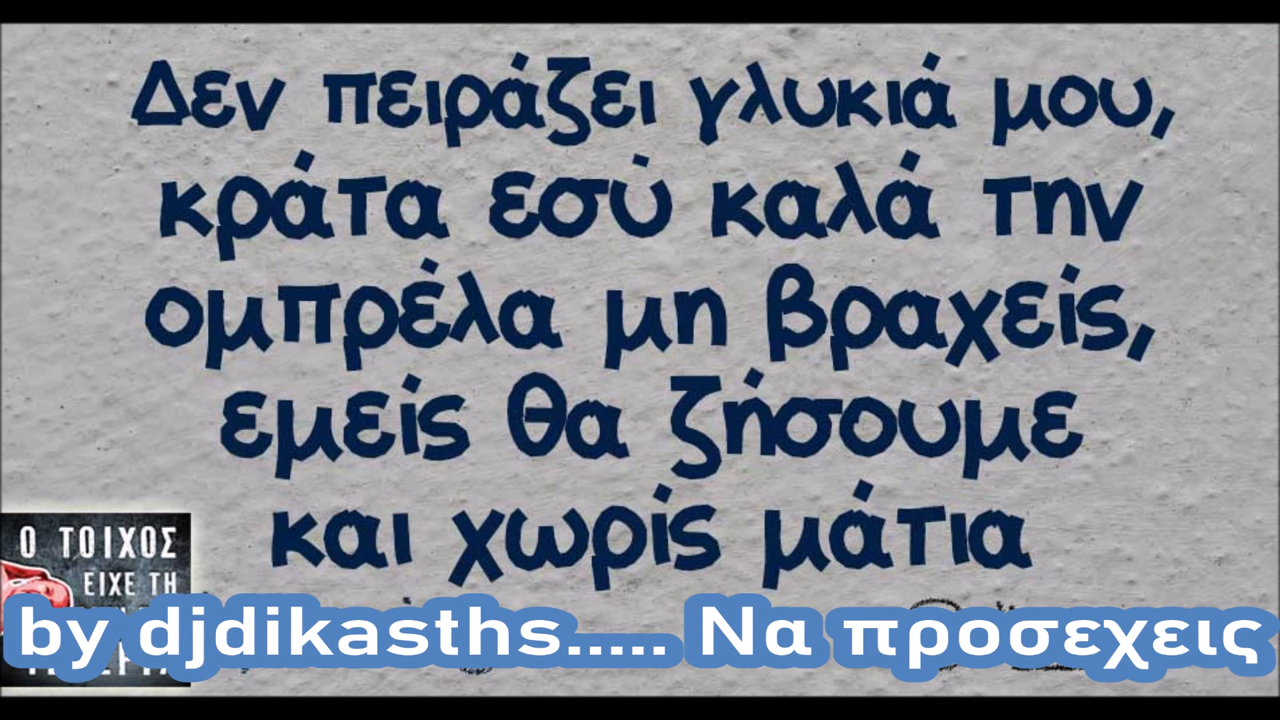 Δεν πειράζει γλυκιά μου,
κράτα εσύ καλά την
ομπρέλα μη βραχείς,
εμείς θα ζήσουμε
και χωρίς μάτια
Ο ΤΟΙΧΟΣ
ΕΙΧΕ ΤΗ
by djdikasths..... Να προσεχεις